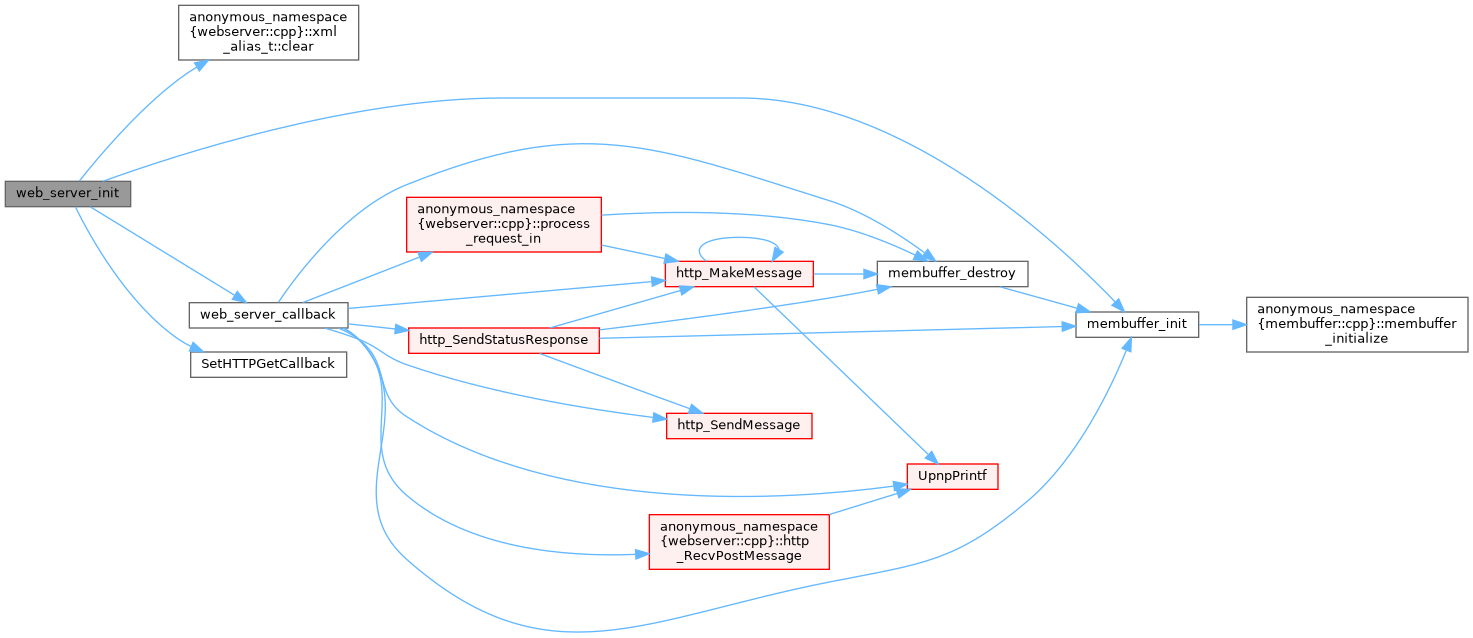 anonymous_namespace
{webserver::cpp}::xml
_alias_t::clear
web_server_init
anonymous_namespace
{webserver::cpp}::process
_request_in
http_MakeMessage
membuffer_destroy
web_server_callback
membuffer_init
anonymous_namespace
{membuffer::cpp}::membuffer
_initialize
http_SendStatusResponse
SetHTTPGetCallback
http_SendMessage
UpnpPrintf
anonymous_namespace
{webserver::cpp}::http
_RecvPostMessage